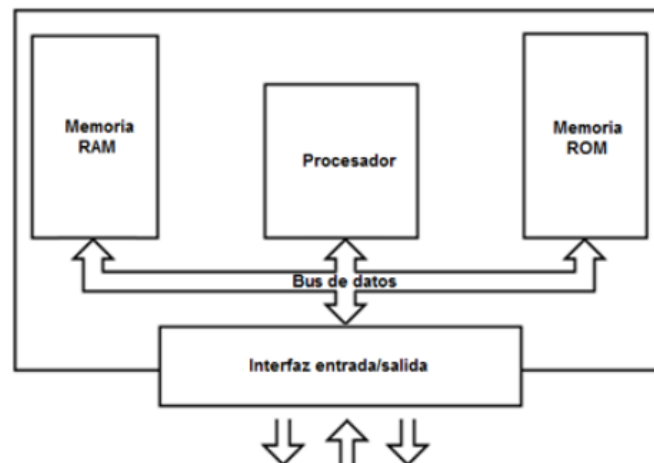 Memoria
RAM
Procesador
Memoria
ROM
Bus de datos
Interfaz entrada/salida